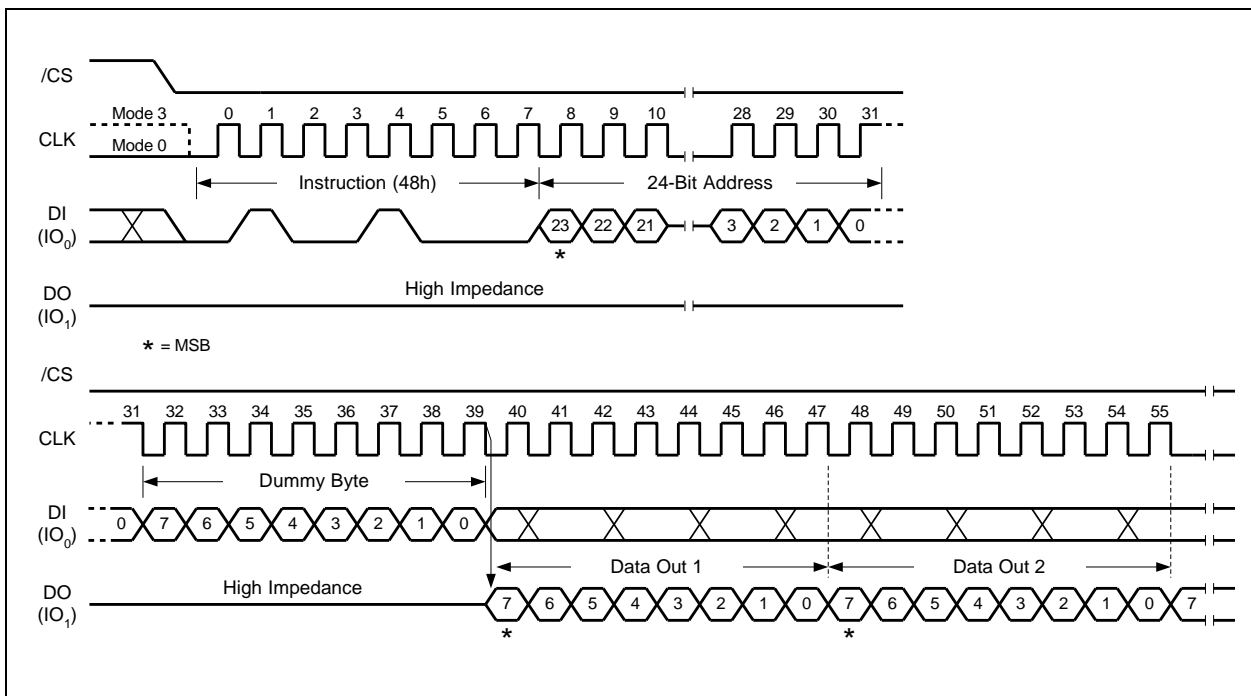 /CS
Mode 3 0 1 2 3 4 5 6 7 8 9 10 28 29 30 31
CLK
Mode 0
Instruction (48h) 24-Bit Address
DI
(IO0)
23 22 21 3 2 1 0
*
High Impedance
DO
(IO1)
* = MSB
/CS
31 32 33 34 35 36 37 38 39 40 41 42 43 44 45 46 47 48 49 50 51 52 53 54 55
CLK
Dummy Byte
DI
(IO0)
0 7 6 5 4 3 2 1 0
Data Out 1 Data Out 2
High Impedance
DO
(IO1)
7 6 5 4 3 2 1 0 7 6 5 4 3 2 1 0 7
* *